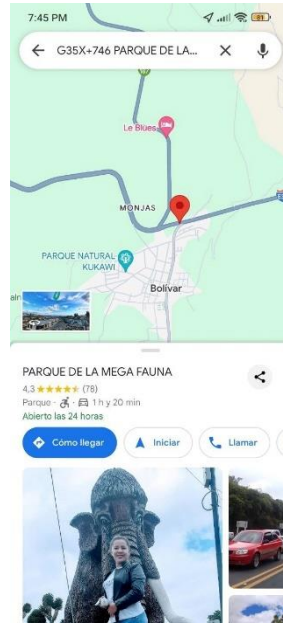 7:45 PM
81
G35X+746 PARQUE DE LA...
Le Blues
MONJAS
PARQUE NATURAL
KUKAWI
Bolívar
PARQUE DE LA MEGA FAUNA
4,3 (78)
Parque · 1 h y 20 min
Abierto las 24 horas
Cómo llegar
Iniciar
Llamar